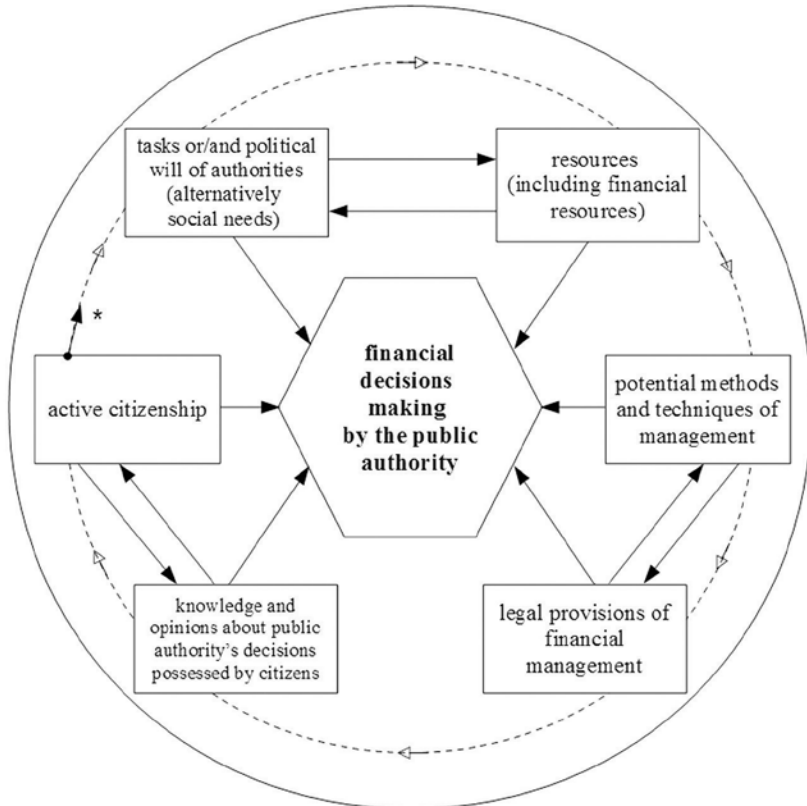 tasks or/and political
will of authorities
(alternatively
social needs)
resources
(including financial
resources)
*
financial
decisions
making
by the public
authority
active citizenship
potential methods
and techniques of
management
knowledge and
opinions about public
authority's decisions
possessed by citizens
legal provisions of
financial
management